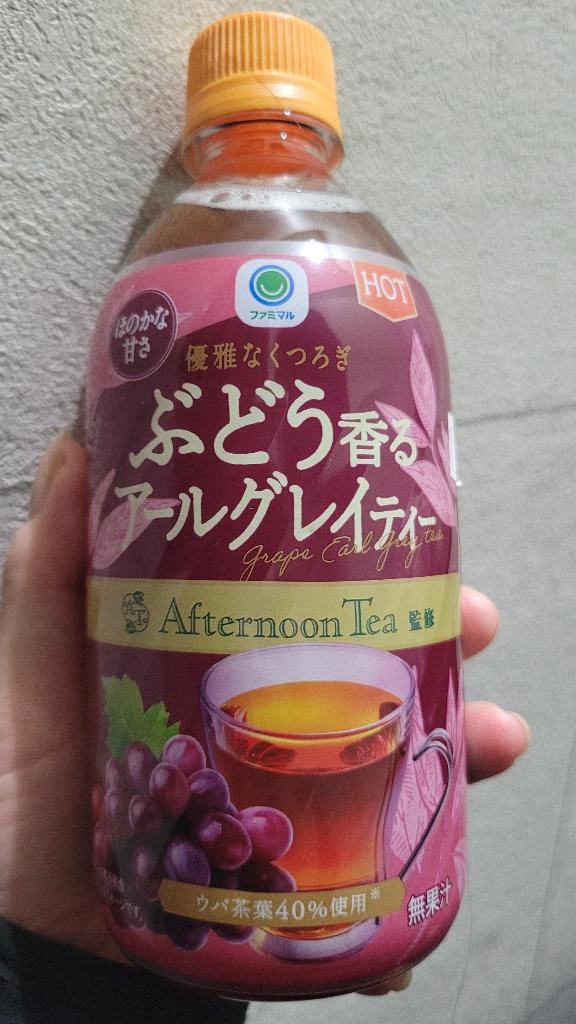 HOT
ファミマル
ほのかな
甘さ
優雅なくつろぎ
ぶどう香る
アールグレイティー
Grape Earl Grey tea
Afternoon Tea 監修
ウバ茶葉40%使用※
無果汁